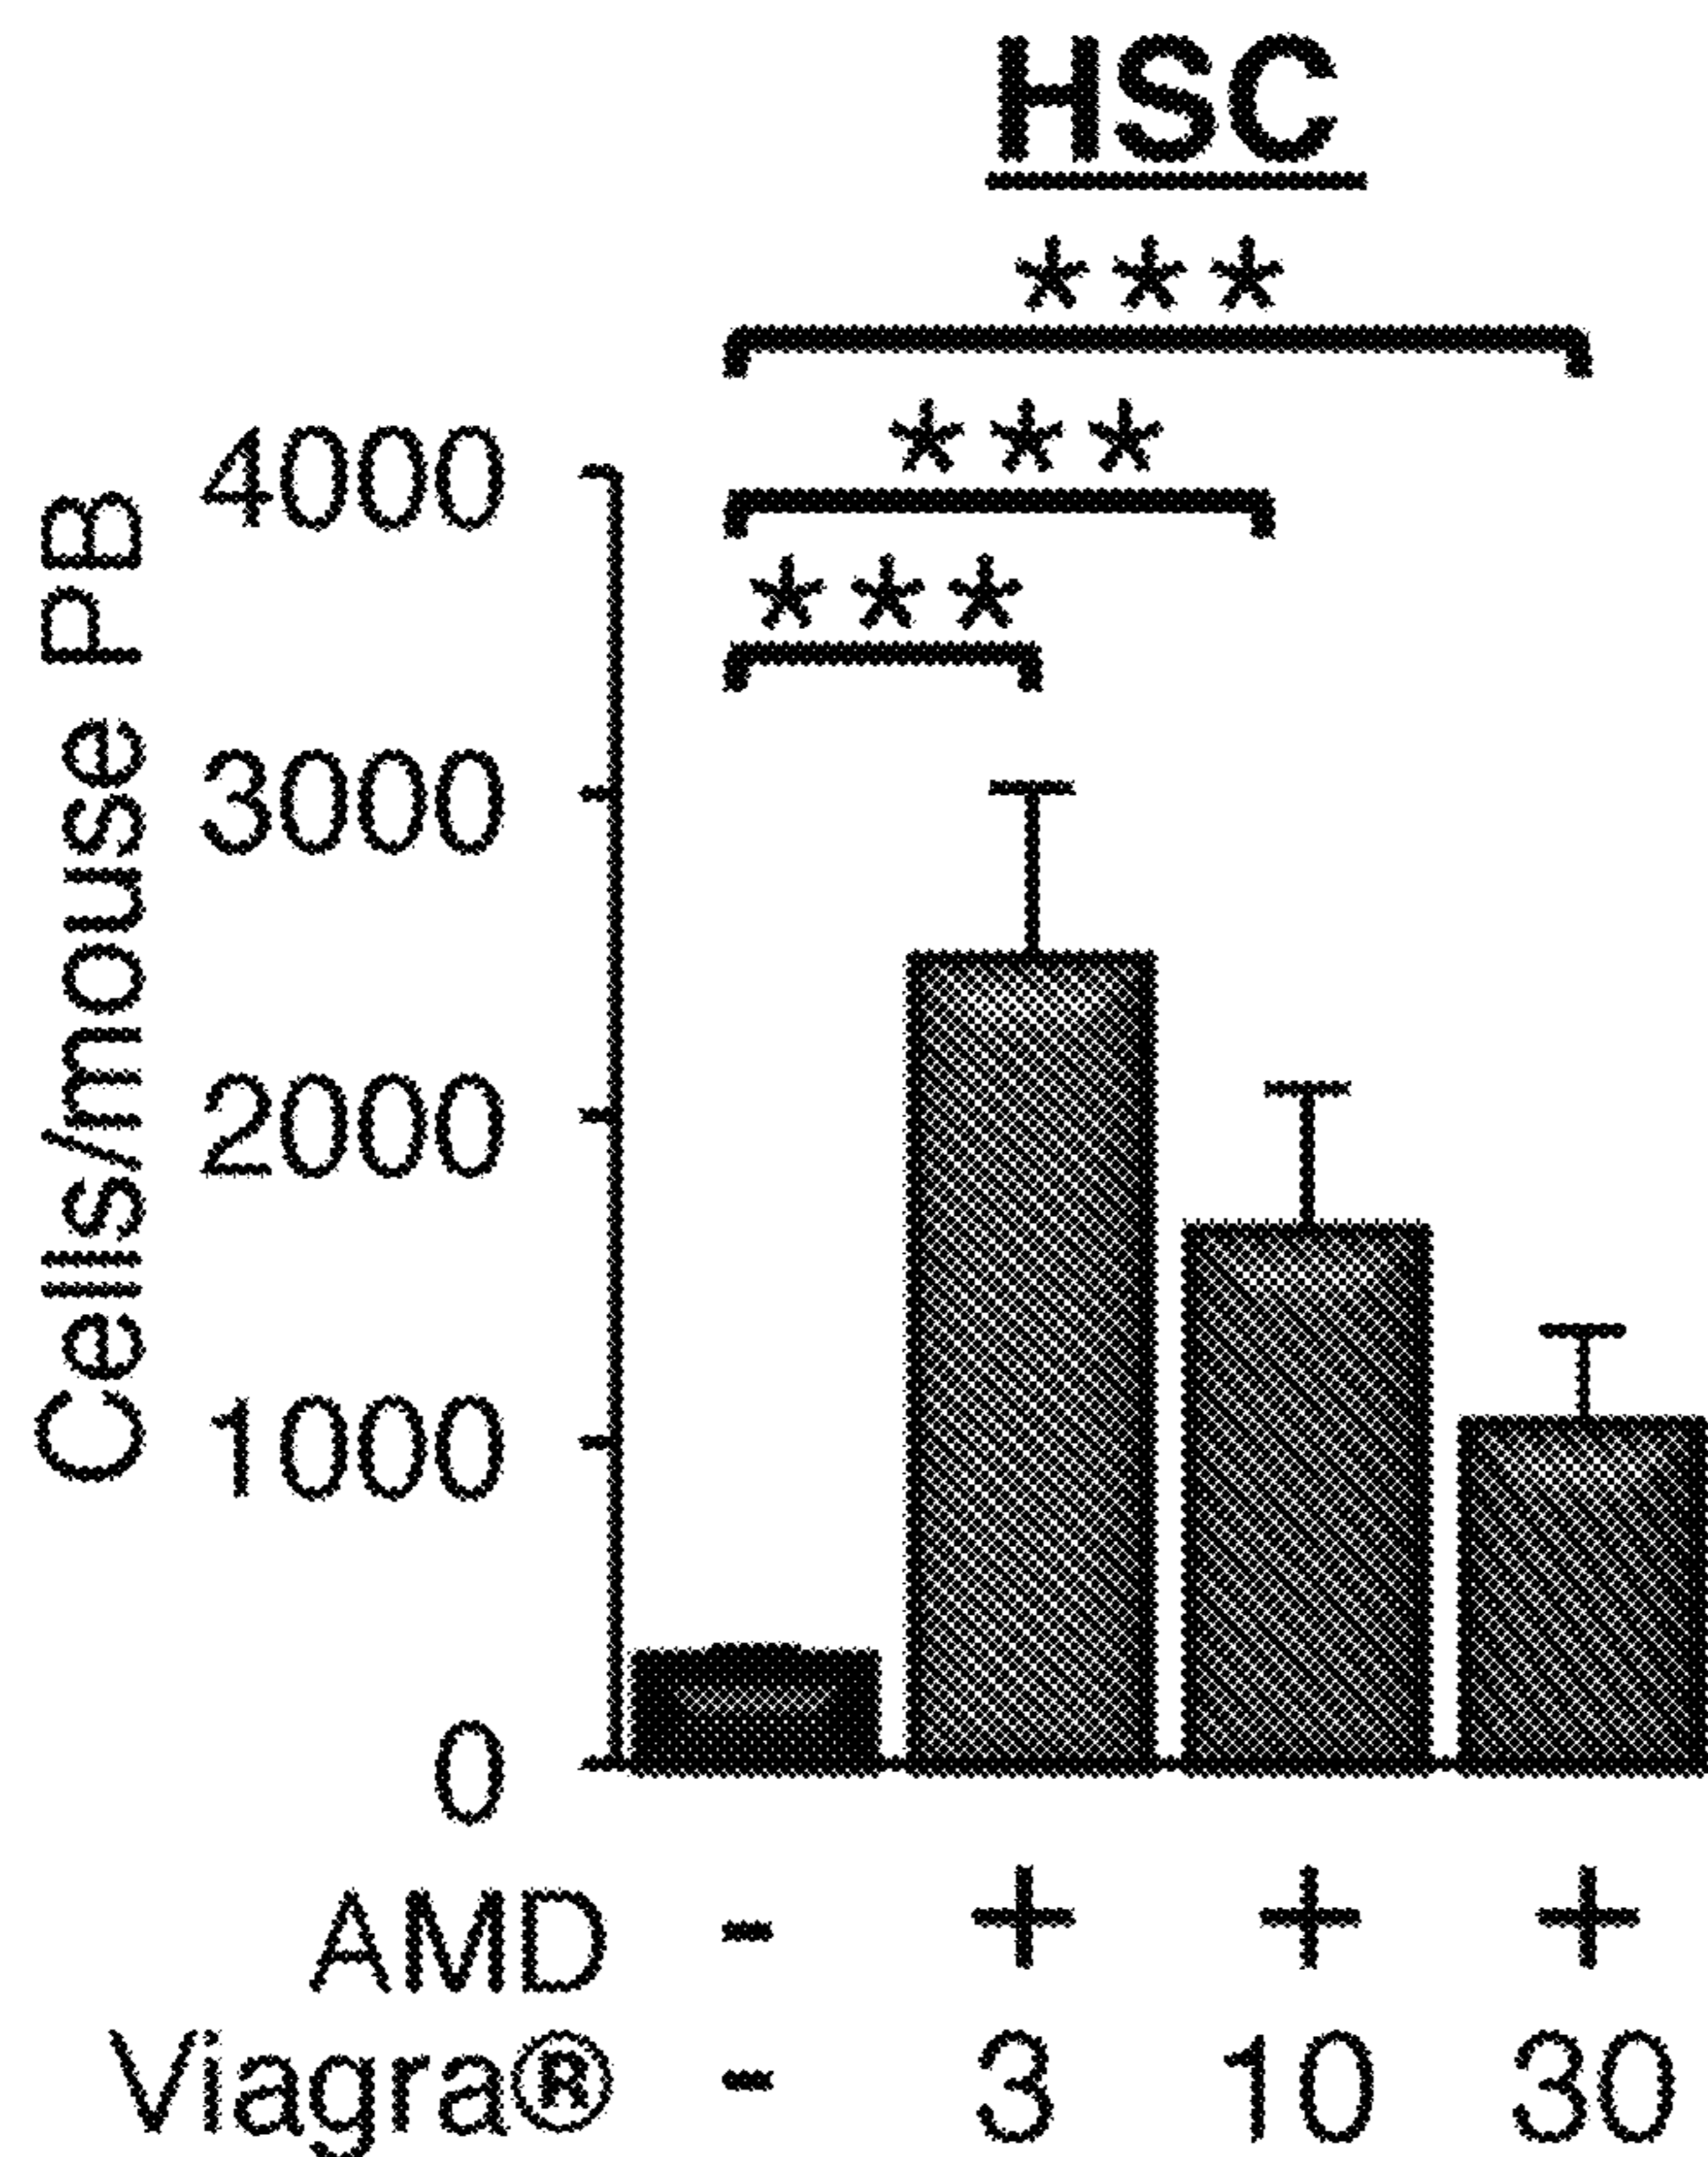 HSC
***
***
***
Cells/mouse PB
4000
3000
2000
1000
0
AMD - + + +
Viagra® - 3 10 30